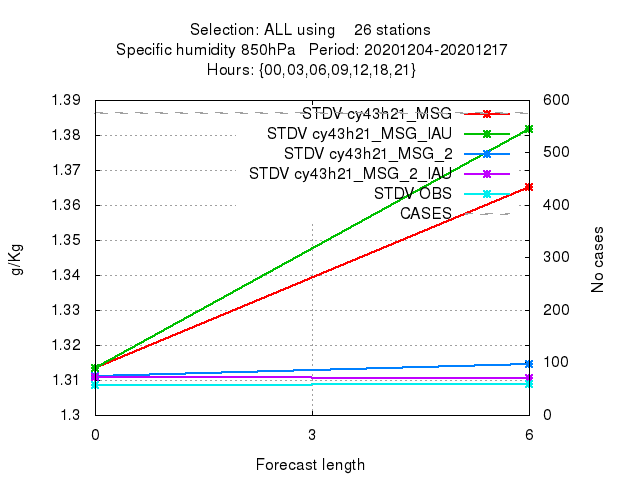 Selection: ALL using 26 stations
Specific humidity 850hPa Period: 20201204-20201217
Hours: {00,03,06,09,12,18,21}
1.39
1.38
1.37
1.36
1.35
1.34
1.33
1.32
1.31
1.3
g/Kg
STDV cy43h21_MSG
STDV cy43h21_MSG_IAU
STDV cy43h21_MSG_2
STDV cy43h21_MSG_2_IAU
STDV OBS
CASES
600
500
400
300
200
100
0
No cases
0 3 6
Forecast length